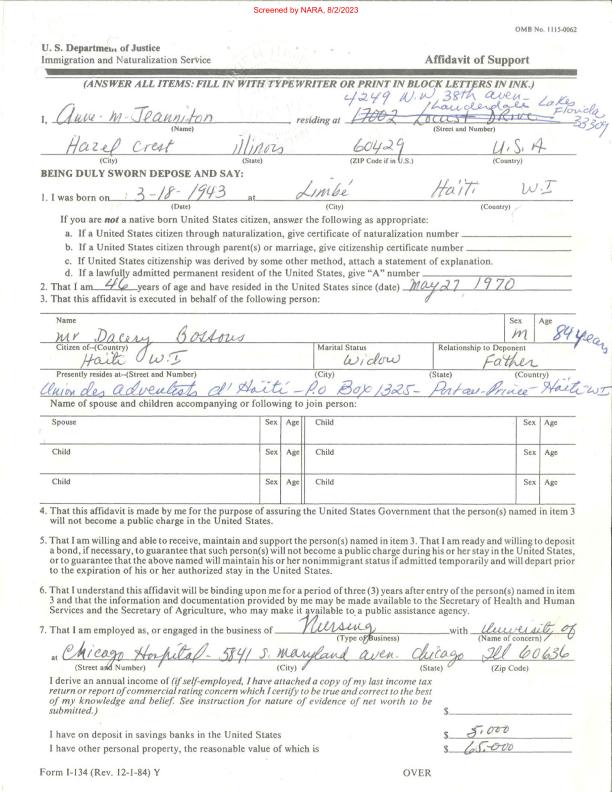 Screened by NARA, 8/2/2023
OMB No. 1115-0062
U. S. Department of Justice
Immigration and Naturalization Service
Affidavit of Support
(ANSWER ALL ITEMS: FILL IN WITH TYPEWRITER OR PRINT IN BLOCK LETTERS IN INK.)
4249 N.W 38th aven-
Lauderdale Lakes Florida 33309
I, Anne-M-Jeanniton, residing at 17002 Locust Drive
(Name) (Street and Number)
Hazel Crest Illinois 60429 U.S.A
(City) (State) (ZIP Code if in U.S.) (Country)
BEING DULY SWORN DEPOSE AND SAY:
1. I was born on 3-18-1943 at Limbé Haïti W.I
(Date) (City) (Country)
If you are not a native born United States citizen, answer the following as appropriate:
a. If a United States citizen through naturalization, give certificate of naturalization number
b. If a United States citizen through parent(s) or marriage, give citizenship certificate number
c. If United States citizenship was derived by some other method, attach a statement of explanation.
d. If a lawfully admitted permanent resident of the United States, give "A" number
2. That I am 46 years of age and have resided in the United States since (date) May 27 1970
3. That this affidavit is executed in behalf of the following person:
Name Sex Age
Mr Dacery Bossous M 84 years
Citizen of--(Country) Marital Status Relationship to Deponent
Haïti W.I Widow Father
Presently resides at--(Street and Number) (City) (State) (Country)
Union des adventists d'Haïti - P.O Box 1325 - Port au-Prince - Haïti W I
Name of spouse and children accompanying or following to join person:
Spouse Sex Age Child Sex Age
Child Sex Age Child Sex Age
Child Sex Age Child Sex Age
4. That this affidavit is made by me for the purpose of assuring the United States Government that the person(s) named in item 3
will not become a public charge in the United States.
5. That I am willing and able to receive, maintain and support the person(s) named in item 3. That I am ready and willing to deposit
a bond, if necessary, to guarantee that such person(s) will not become a public charge during his or her stay in the United States,
or to guarantee that the above named will maintain his or her nonimmigrant status if admitted temporarily and will depart
prior to the expiration of his or her authorized stay in the United States.
6. That I understand this affidavit will be binding upon me for a period of three (3) years after entry of the person(s) named in item
3 and that the information and documentation provided by me may be made available to the Secretary of Health and Human
Services and the Secretary of Agriculture, who may make it available to a public assistance agency.
7. That I am employed as, or engaged in the business of Nursing with University of
(Type of Business) (Name of concern)
at Chicago Hospital - 5841 S. Maryland aven. Chicago Ill 60636
(Street and Number) (City) (State) (Zip Code)
I derive an annual income of (if self-employed, I have attached a copy of my last income tax
return or report of commercial rating concern which I certify to be true and correct to the best
of my knowledge and belief. See instruction for nature of evidence of net worth to be
submitted.) $
I have on deposit in savings banks in the United States $ 5.000
I have other personal property, the reasonable value of which is $ 65.000
Form I-134 (Rev. 12-1-84) Y OVER